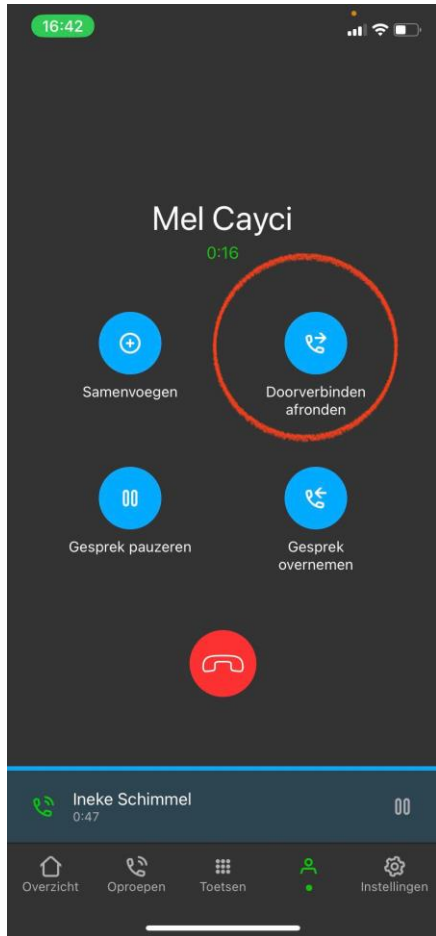 16:42
Mel Cayci
0:16
Samenvoegen
Doorverbinden
afronden
Gesprek pauzeren
Gesprek
overnemen
Ineke Schimmel
0:47
Overzicht
Oproepen
Toetsen
Instellingen